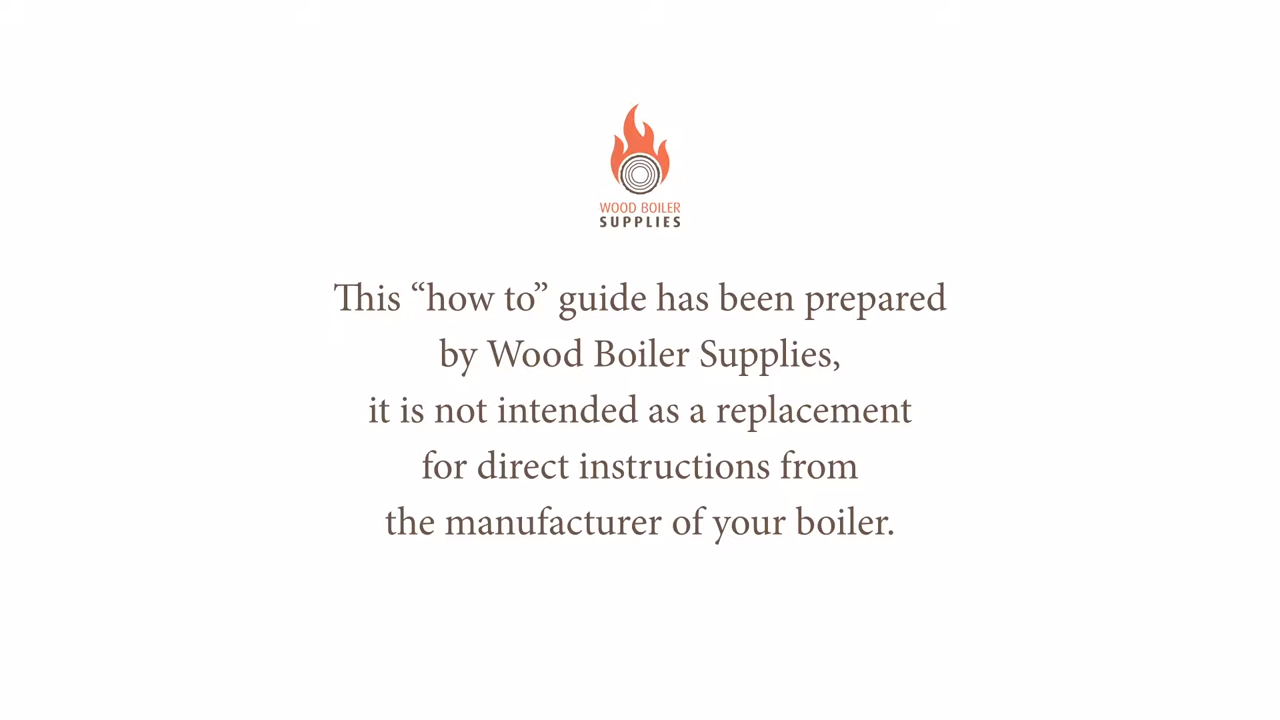 WOOD BOILER
SUPPLIES
This “how to” guide has been prepared
by Wood Boiler Supplies,
it is not intended as a replacement
for direct instructions from
the manufacturer of your boiler.